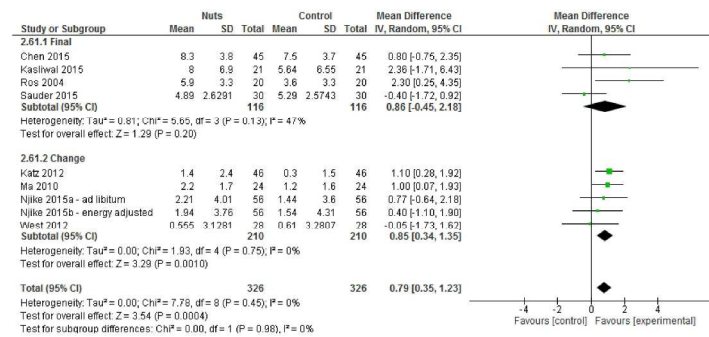 Nuts Control Mean Difference Mean Difference
Study or Subgroup Mean SD Total Mean SD Total IV, Random, 95% CI IV, Random, 95% CI
2.61.1 Final
Chen 2015 8.3 3.8 45 7.5 3.7 45 0.80 [-0.75, 2.35]
Kasliwal 2015 8 6.9 21 5.64 6.55 21 2.36 [-1.71, 6.43]
Ros 2004 5.9 3.3 20 3.6 3.3 20 2.30 [0.25, 4.35]
Sauder 2015 4.89 2.6291 30 5.29 2.5743 30 -0.40 [-1.72, 0.92]
Subtotal (95% CI) 116 116 0.86 [-0.45, 2.18]
Heterogeneity: Tau² = 0.81; Chi² = 5.65, df = 3 (P = 0.13); I² = 47%
Test for overall effect: Z = 1.29 (P = 0.20)
2.61.2 Change
Katz 2012 1.4 2.4 46 0.3 1.5 46 1.10 [0.28, 1.92]
Ma 2010 2.2 1.7 24 1.2 1.6 24 1.00 [0.07, 1.93]
Njike 2015a - ad libitum 2.21 4.01 56 1.44 3.6 56 0.77 [-0.64, 2.18]
Njike 2015b - energy adjusted 1.94 3.76 56 1.54 4.31 56 0.40 [-1.10, 1.90]
West 2012 0.555 3.1281 28 0.61 3.2807 28 -0.05 [-1.73, 1.62]
Subtotal (95% CI) 210 210 0.85 [0.34, 1.35]
Heterogeneity: Tau² = 0.00; Chi² = 1.93, df = 4 (P = 0.75); I² = 0%
Test for overall effect: Z = 3.29 (P = 0.0010)
Total (95% CI) 326 326 0.79 [0.35, 1.23]
Heterogeneity: Tau² = 0.00; Chi² = 7.78, df = 8 (P = 0.45); I² = 0%
Test for overall effect: Z = 3.54 (P = 0.0004)
Test for subgroup differences: Chi² = 0.00, df = 1 (P = 0.98), I² = 0%
-4 -2 0 2 4
Favours [control] Favours [experimental]